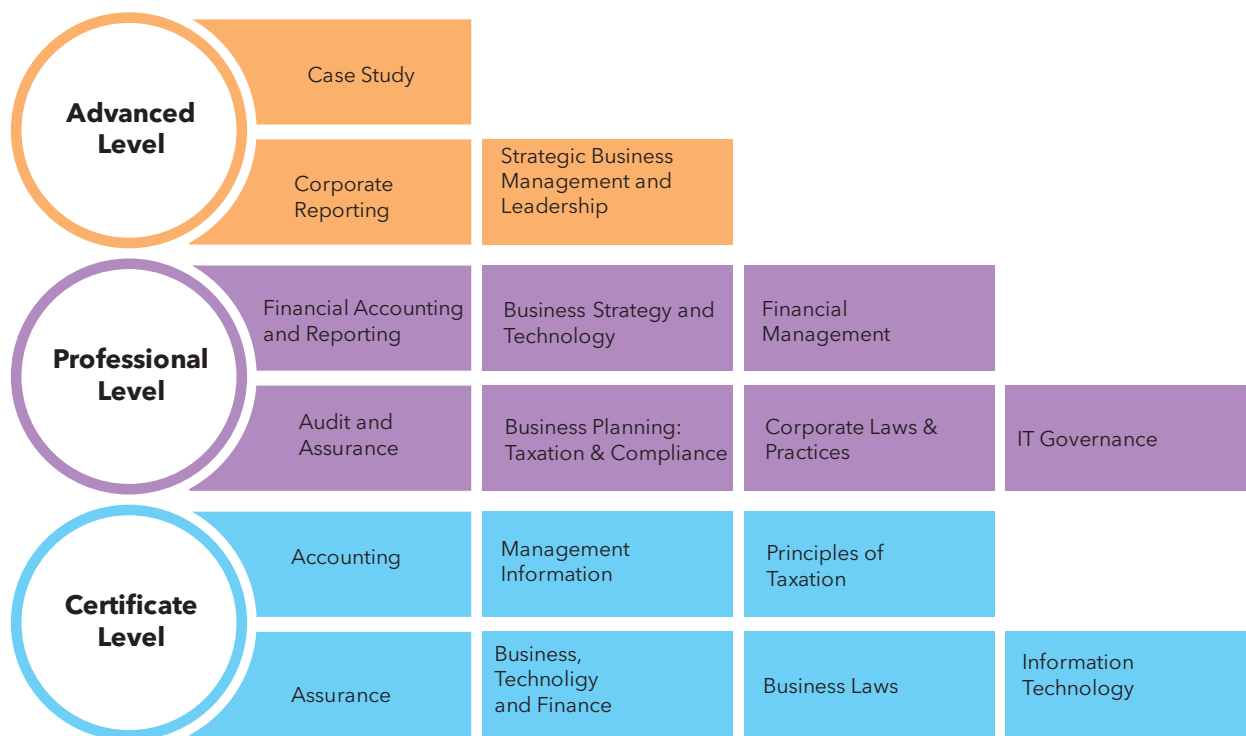 Advanced
Level
Case Study
Corporate
Reporting
Strategic Business
Management and
Leadership
Professional
Level
Financial Accounting
and Reporting
Business Strategy and
Technology
Financial
Management
Audit and
Assurance
Business Planning:
Taxation & Compliance
Corporate Laws &
Practices
IT Governance
Certificate
Level
Accounting
Management
Information
Principles of
Taxation
Assurance
Business,
Technoligy
and Finance
Business Laws
Information
Technology